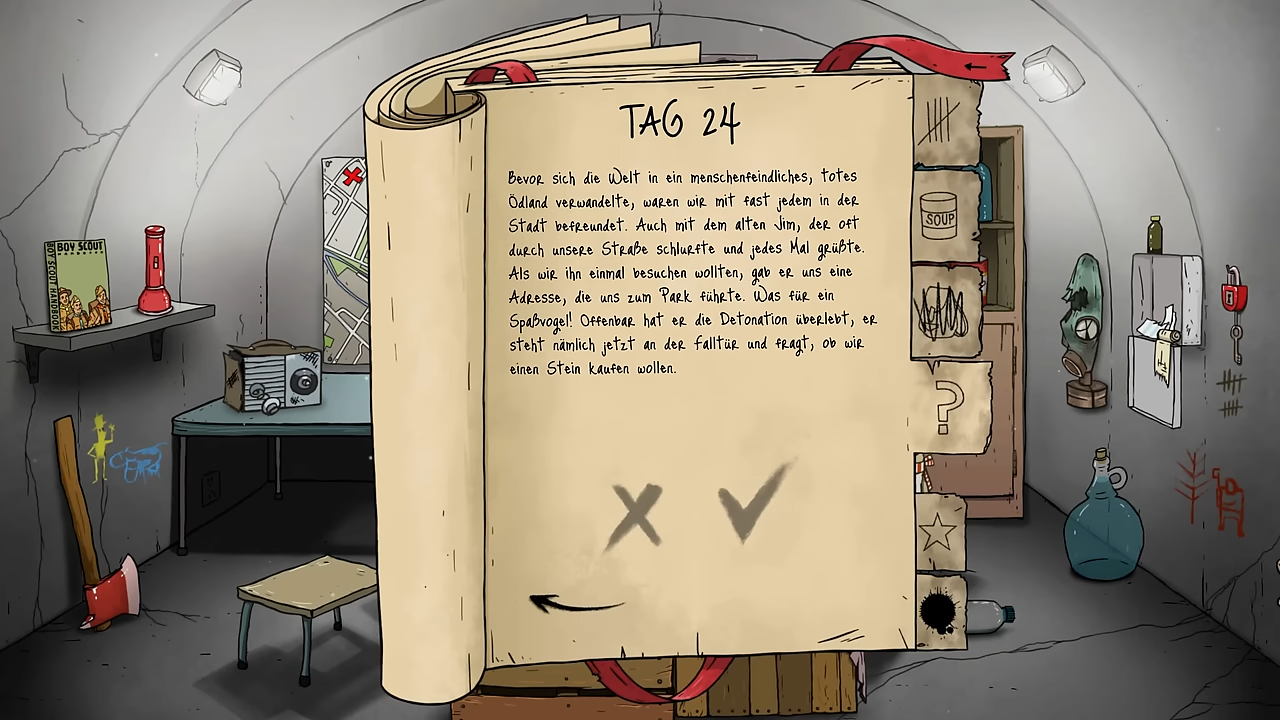 TAG 24
Bevor sich die Welt in ein menschenfeindliches, totes
Ödland verwandelte, waren wir mit fast jedem in der
Stadt befreundet. Auch mit dem alten Jim, der oft
durch unsere Straße schlurfte und jedes Mal grüßte.
Als wir ihn einmal besuchen wollten, gab er uns eine
Adresse, die uns zum Park führte. Was für ein
Spaßvogel! Offenbar hat er die Detonation überlebt, er
steht nämlich jetzt an der Falltür und fragt, ob wir
einen Stein kaufen wollen.
SOUP
?
BOY SCOUT
HANDBOOK
BOY SCOUT HANDBOOK